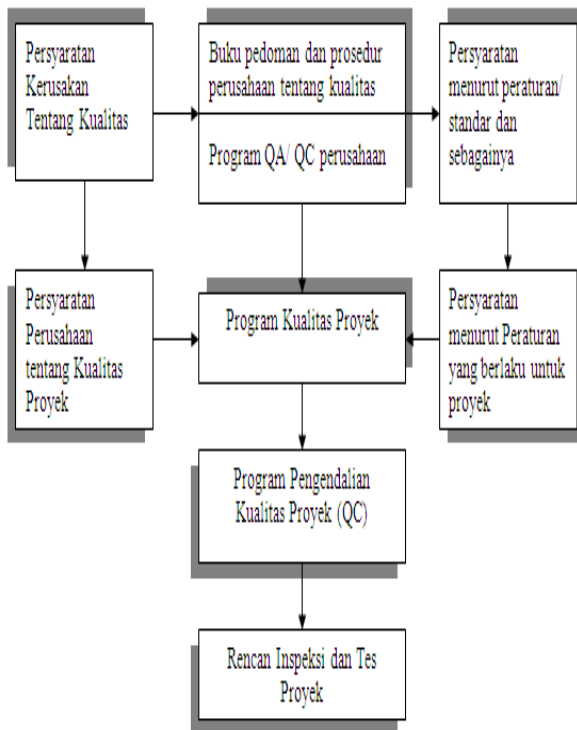 Persyaratan
Kerusakan
Tentang Kualitas
Buku pedoman dan prosedur
perusahaan tentang kualitas
Program QA/ QC perusahaan
Persyaratan
menurut peraturan/
standar dan
sebagainya
Persyaratan
Perusahaan
tentang Kualitas
Proyek
Program Kualitas Proyek
Persyaratan
menurut Peraturan
yang berlaku untuk
proyek
Program Pengendalian
Kualitas Proyek (QC)
Rencan Inspeksi dan Tes
Proyek